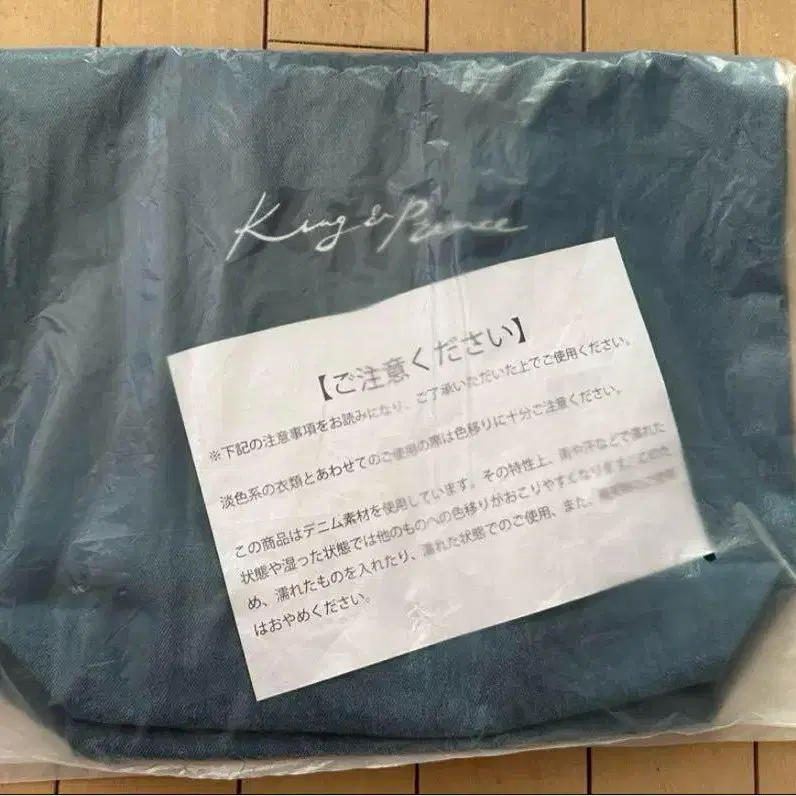 King & Prince
【ご注意ください】
※下記の注意事項をお読みになり、ご了承いただいた上でご使用ください。
淡色系の衣類とあわせてのご使用の際は色移りに十分ご注意ください。
この商品はデニム素材を使用しています。その特性上、雨や汗などで濡れた
状態や湿った状態では他のものへの色移りがおこりやすくなります。このた
め、濡れたものを入れたり、濡れた状態でのご使用、また、
はおやめください。